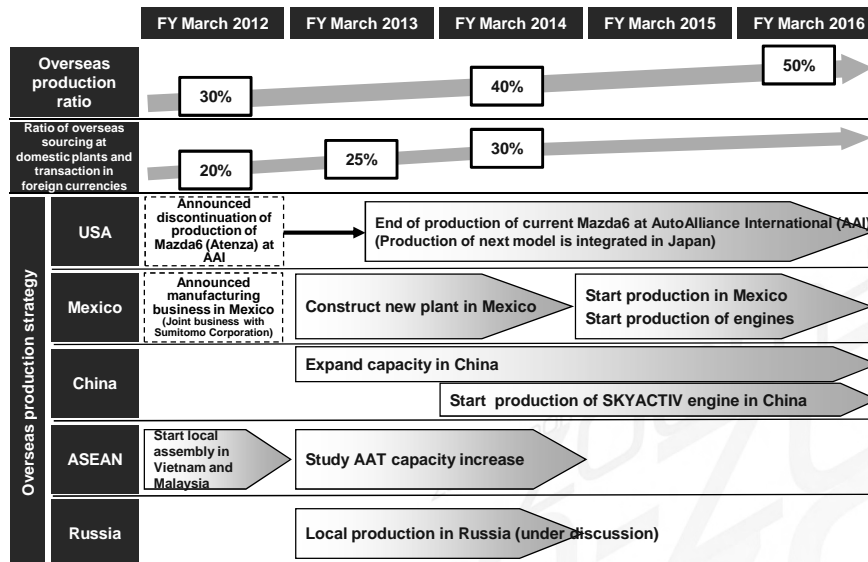 FY March 2012 FY March 2013 FY March 2014 FY March 2015 FY March 2016
Overseas
production
ratio
30% 40% 50%
Ratio of overseas
sourcing at
domestic plants and
transaction in
foreign currencies
20% 25% 30%
Overseas production strategy
USA
Announced
discontinuation of
production of
Mazda6 (Atenza) at
AAI
End of production of current Mazda6 at AutoAlliance International (AAI)
(Production of next model is integrated in Japan)
Mexico
Announced
manufacturing
business in Mexico
(Joint business with
Sumitomo Corporation)
Construct new plant in Mexico
Start production in Mexico
Start production of engines
China
Expand capacity in China
Start production of SKYACTIV engine in China
ASEAN
Start local
assembly in
Vietnam and
Malaysia
Study AAT capacity increase
Russia
Local production in Russia (under discussion)